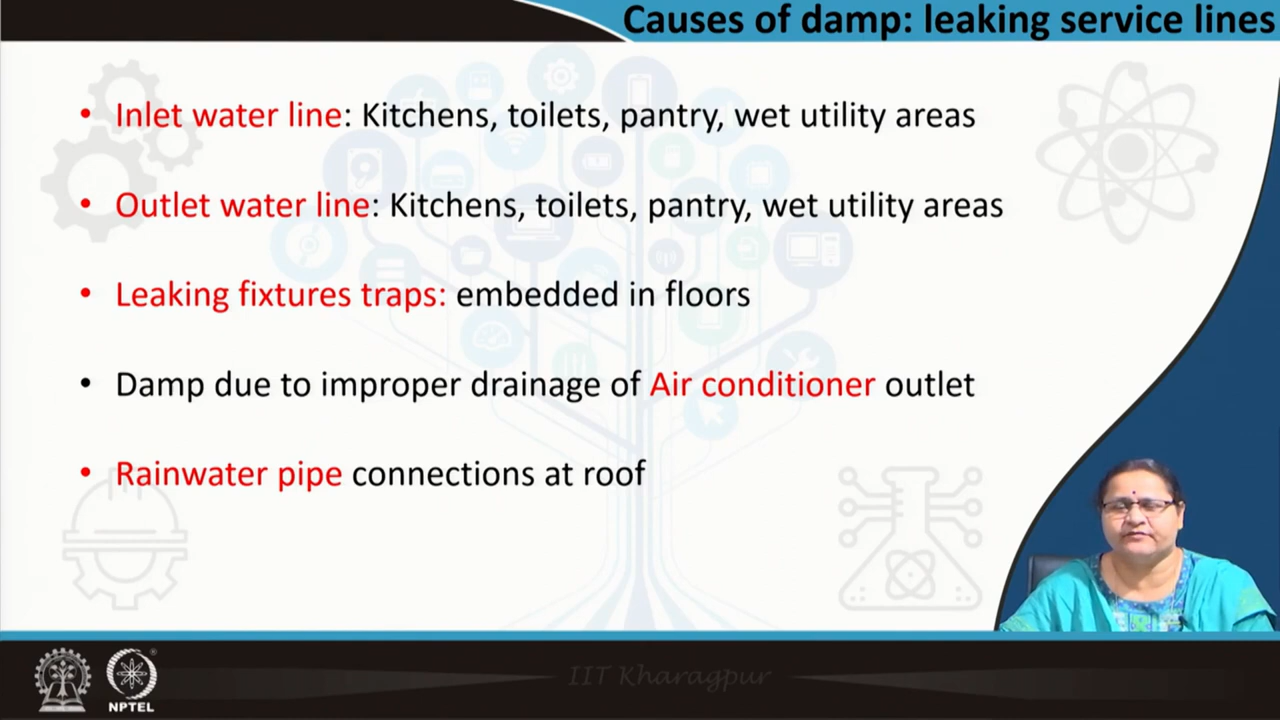 Causes of damp: leaking service lines
• Inlet water line: Kitchens, toilets, pantry, wet utility areas
• Outlet water line: Kitchens, toilets, pantry, wet utility areas
• Leaking fixtures traps: embedded in floors
• Damp due to improper drainage of Air conditioner outlet
• Rainwater pipe connections at roof
IIT Kharagpur
NPTEL